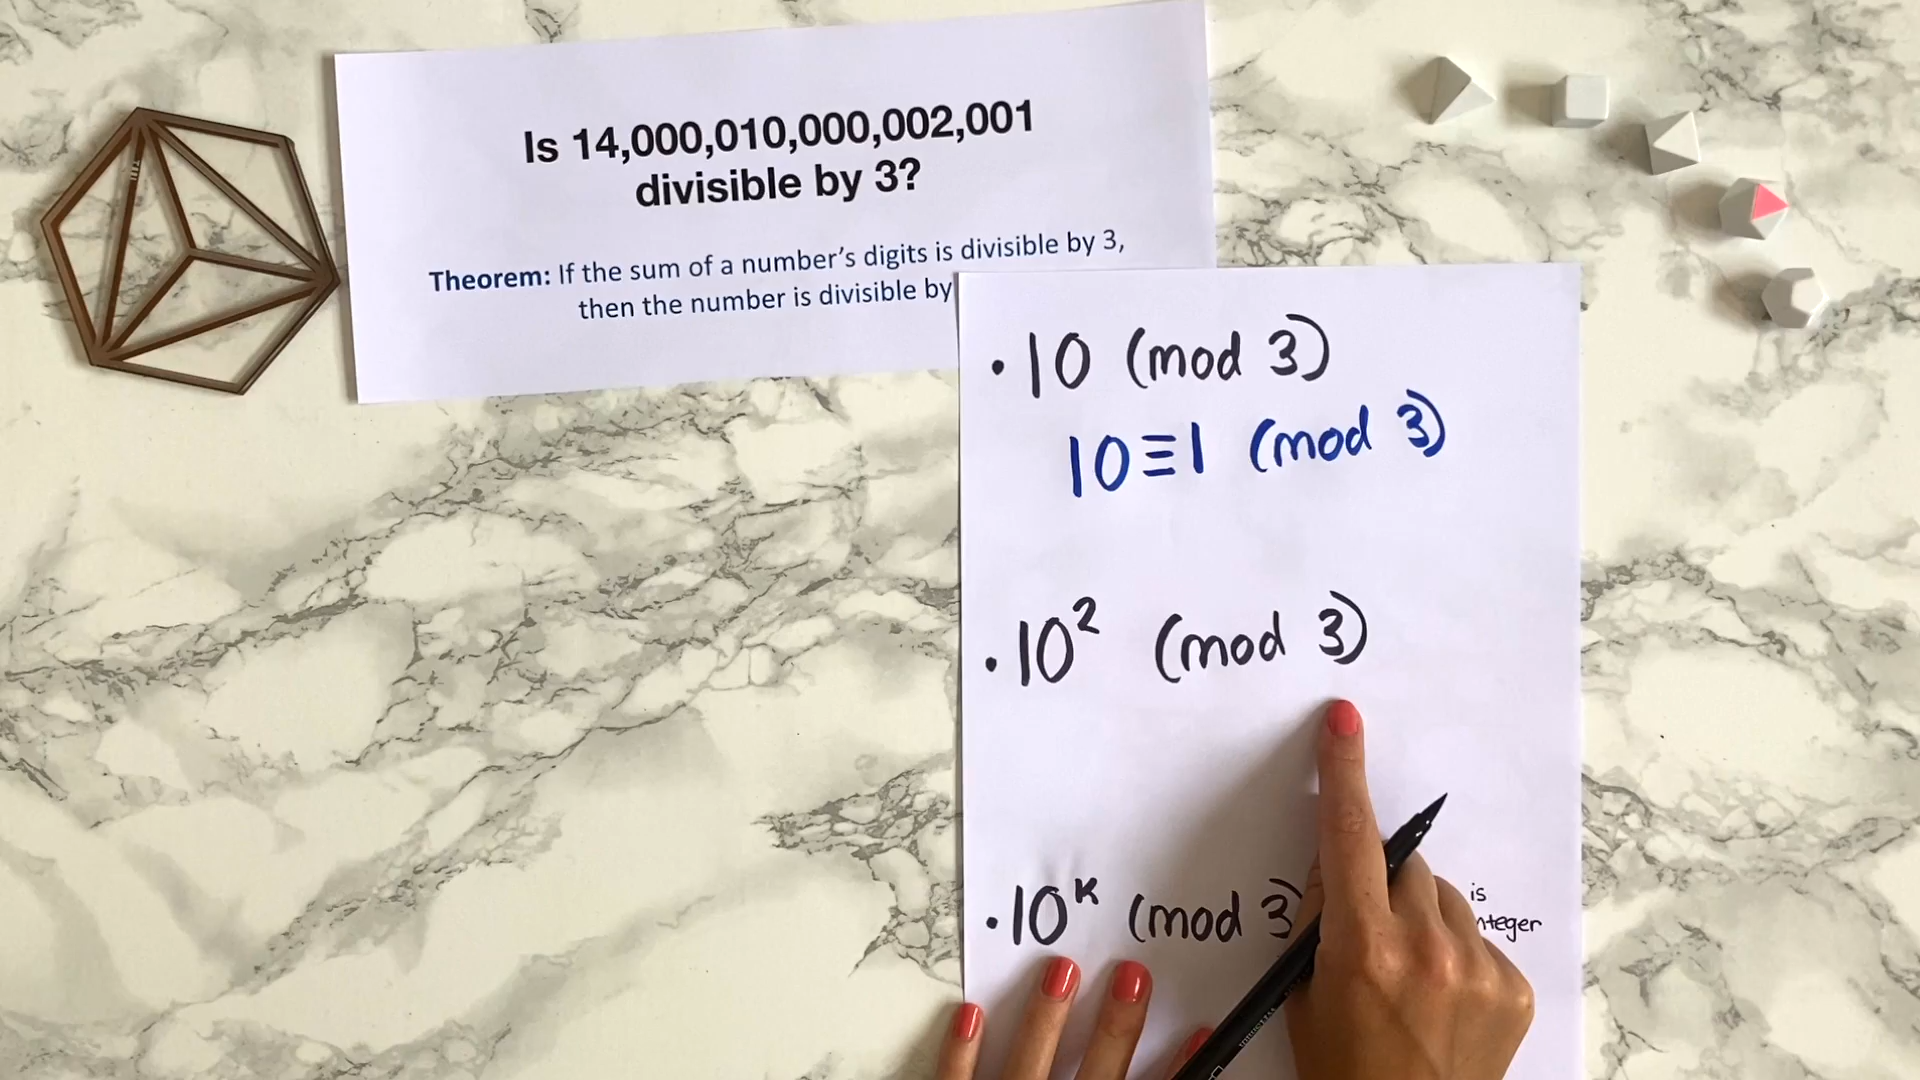 Is 14,000,010,000,002,001
divisible by 3?
Theorem: If the sum of a number’s digits is divisible by 3,
then the number is divisible by
• 10 (mod 3)
10≡1 (mod 3)
• 10² (mod 3)
• 10ᵏ (mod 3)
is